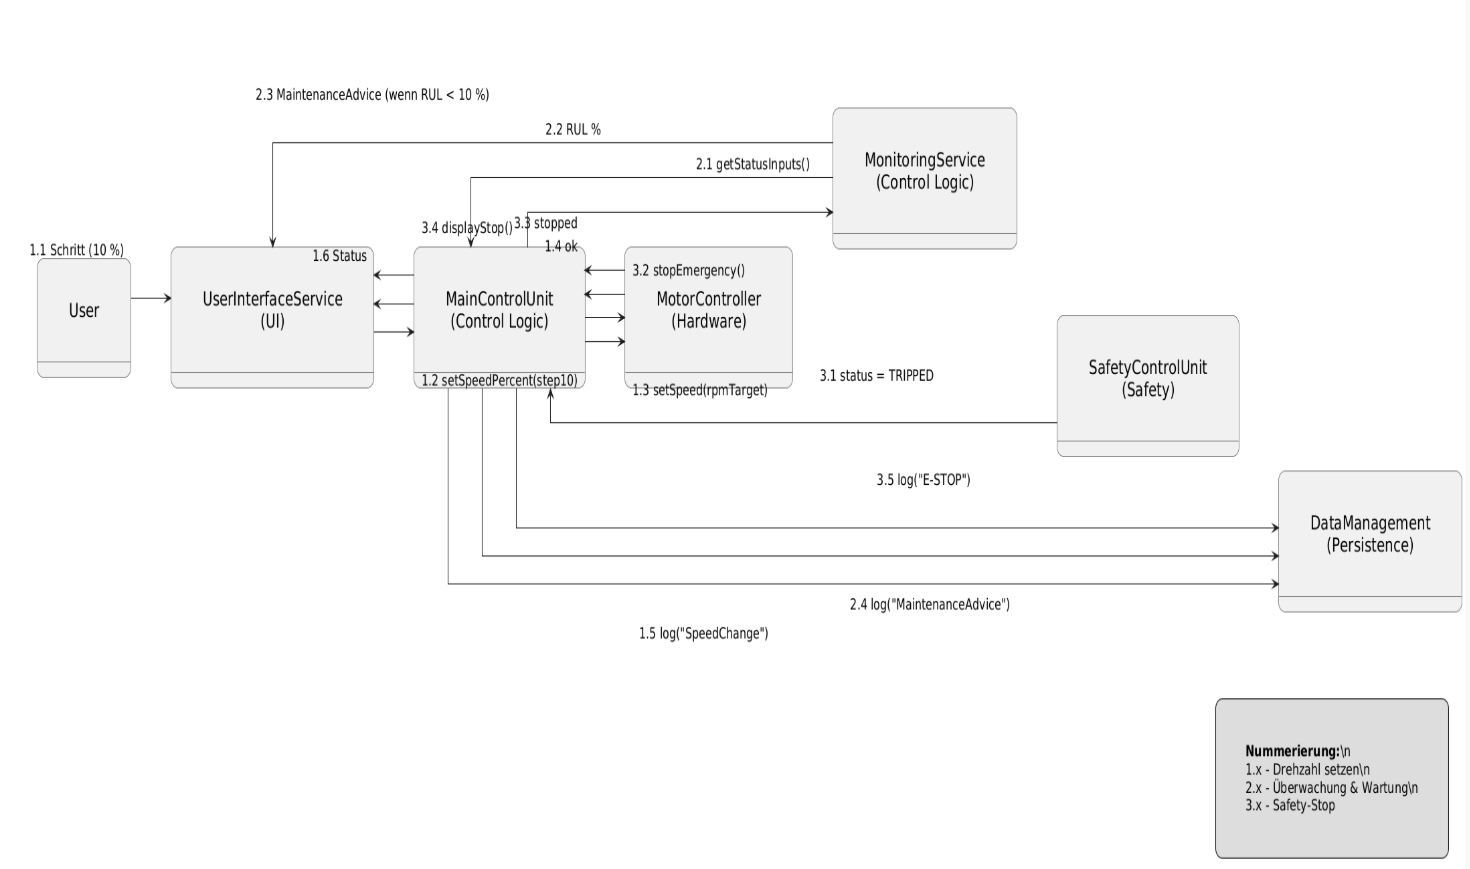 2.3 MaintenanceAdvice (wenn RUL < 10 %)
2.2 RUL %
2.1 getStatusInputs()
MonitoringService
(Control Logic)
3.4 displayStop()
3.3 stopped
1.4 ok
1.1 Schritt (10 %)
1.6 Status
User
UserInterfaceService
(UI)
MainControlUnit
(Control Logic)
3.2 stopEmergency()
MotorController
(Hardware)
1.2 setSpeedPercent(step10)
1.3 setSpeed(rpmTarget)
3.1 status = TRIPPED
SafetyControlUnit
(Safety)
3.5 log("E-STOP")
DataManagement
(Persistence)
2.4 log("MaintenanceAdvice")
1.5 log("SpeedChange")
Nummerierung:\n
1.x - Drehzahl setzen\n
2.x - Überwachung & Wartung\n
3.x - Safety-Stop